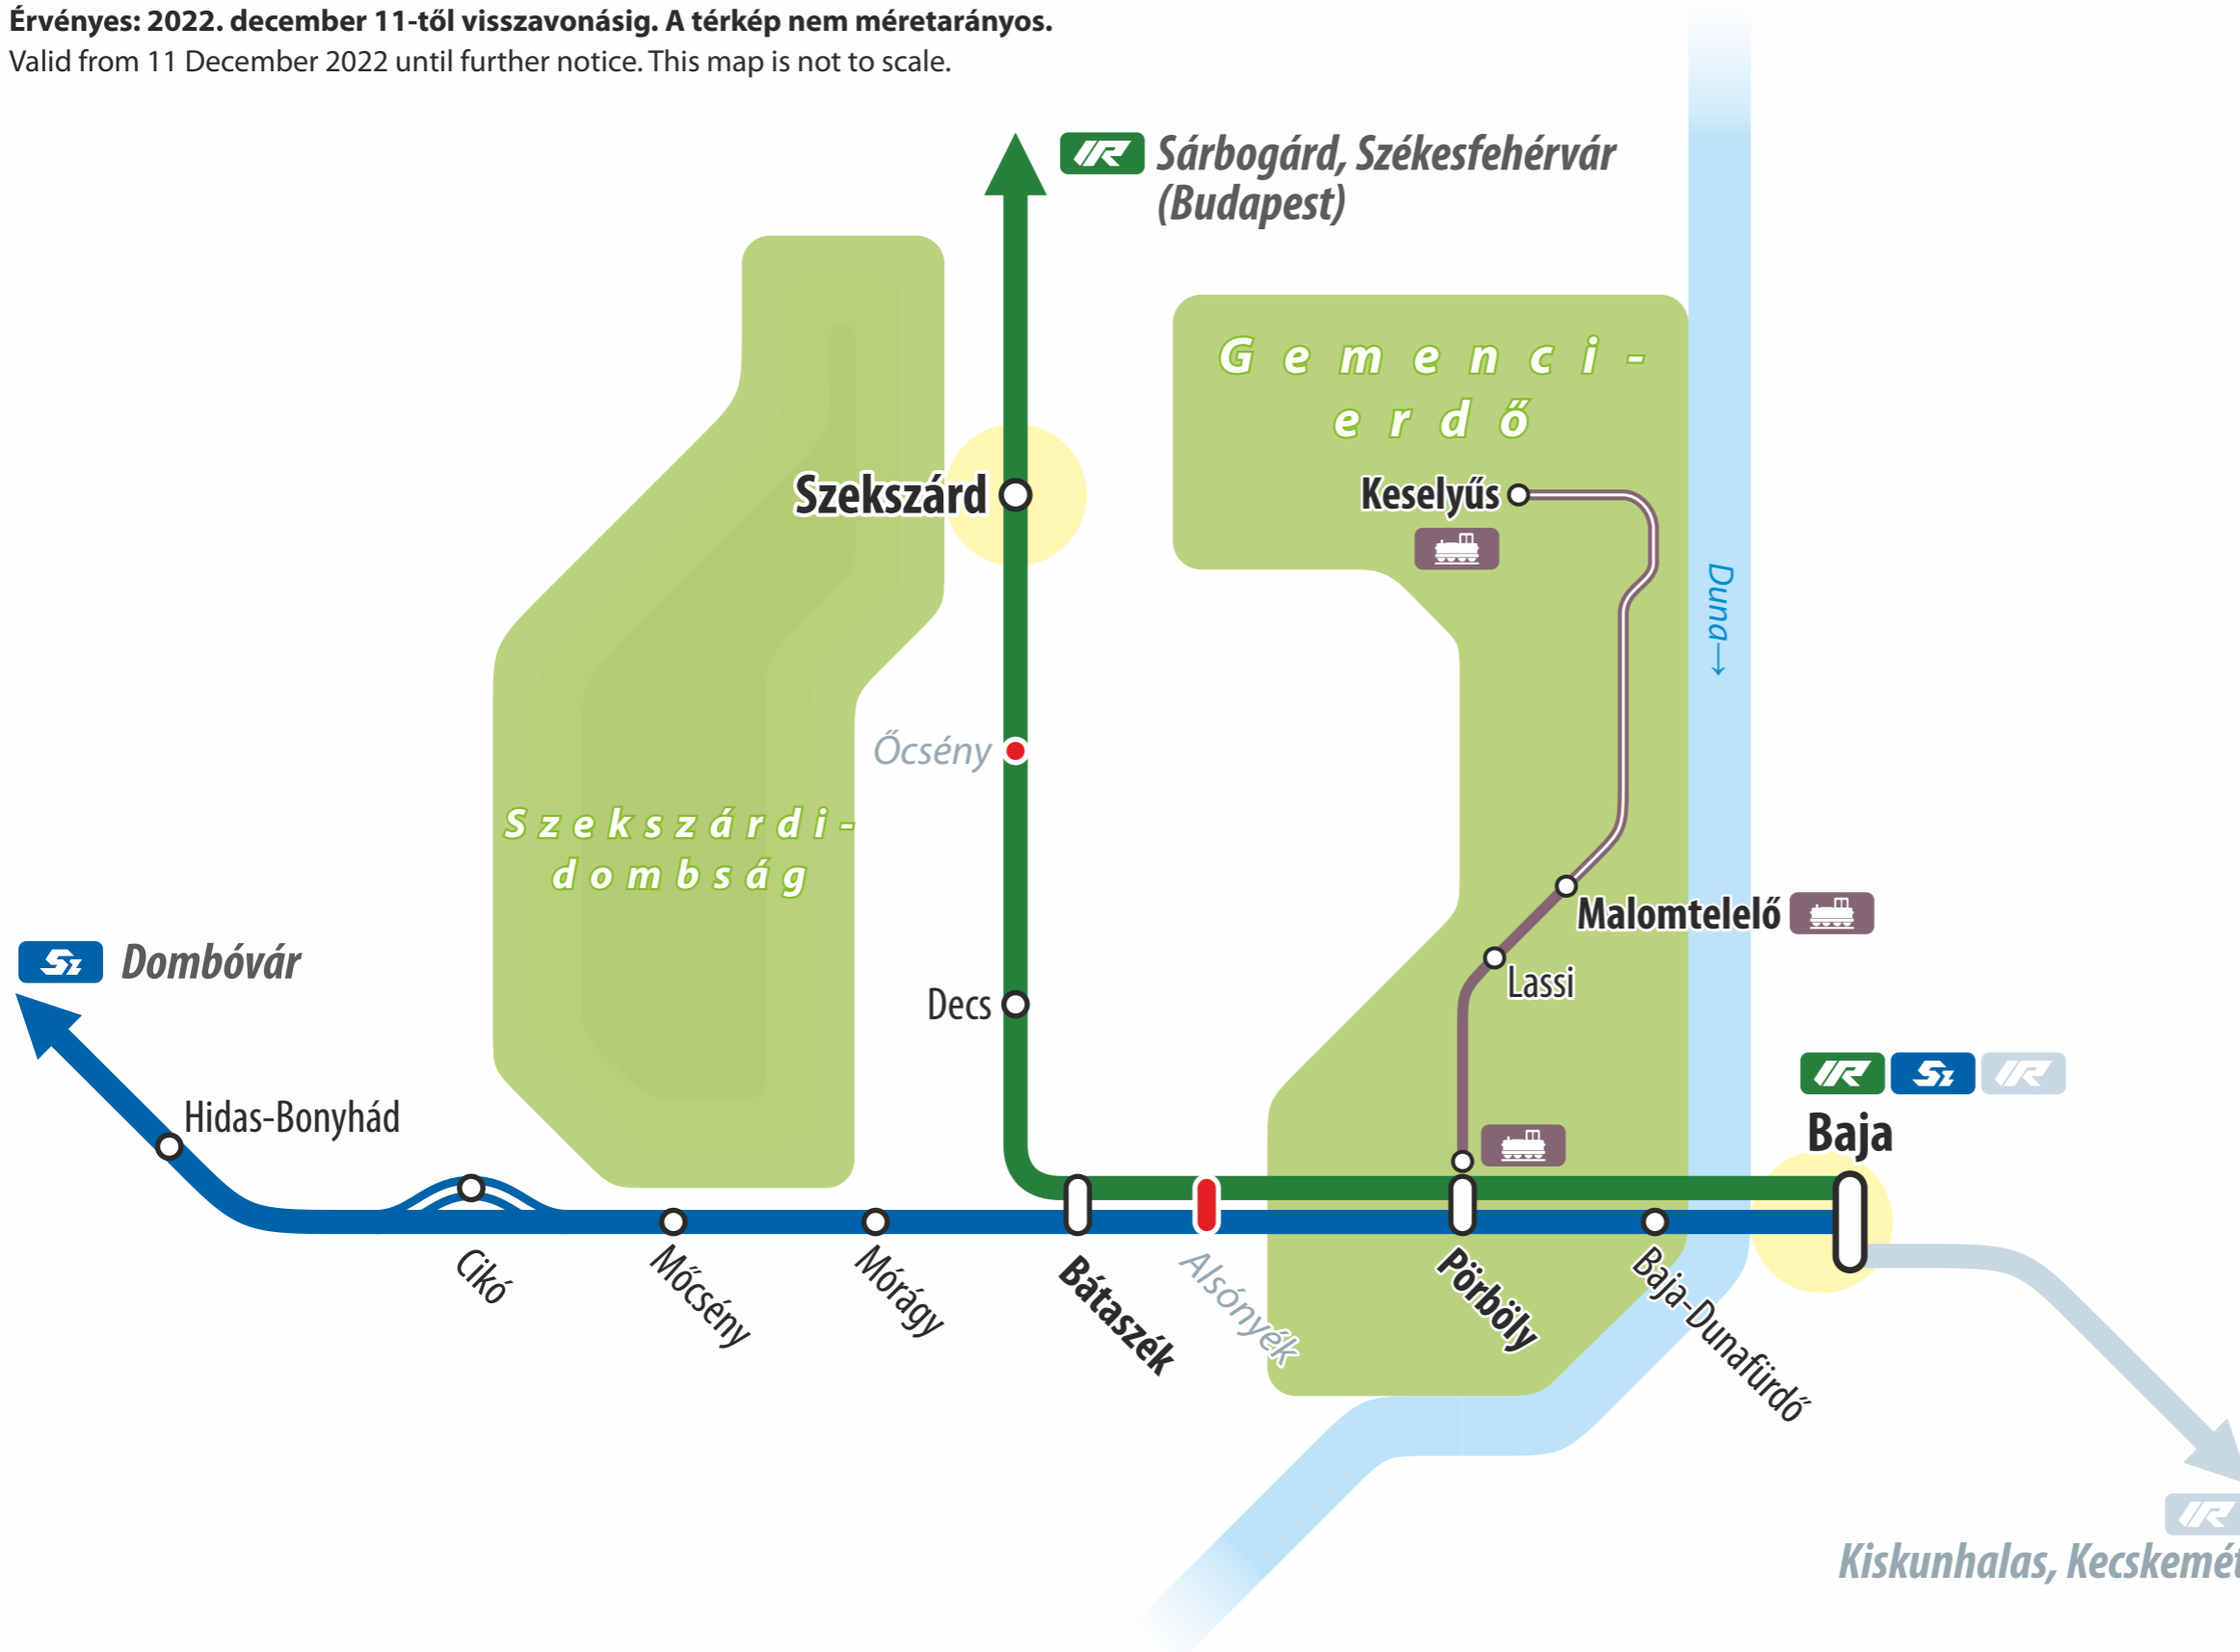 Érvényes: 2022. december 11-től visszavonásig. A térkép nem méretarányos.
Valid from 11 December 2022 until further notice. This map is not to scale.
IR Sárbogárd, Székesfehérvár
(Budapest)
Gemenci-
erdő
Szekszárd
Keselyűs
Duna→
Őcsény
Szekszárdi-
dombság
Malomtelelő
Sz Dombóvár
Lassi
Decs
IR Sz IR
Hidas-Bonyhád
Baja
Cikó
Mőcsény
Mórágy
Bátaszék
Alsónyék
Pörböly
Baja-Dunafürdő
IR
Kiskunhalas, Kecskemét